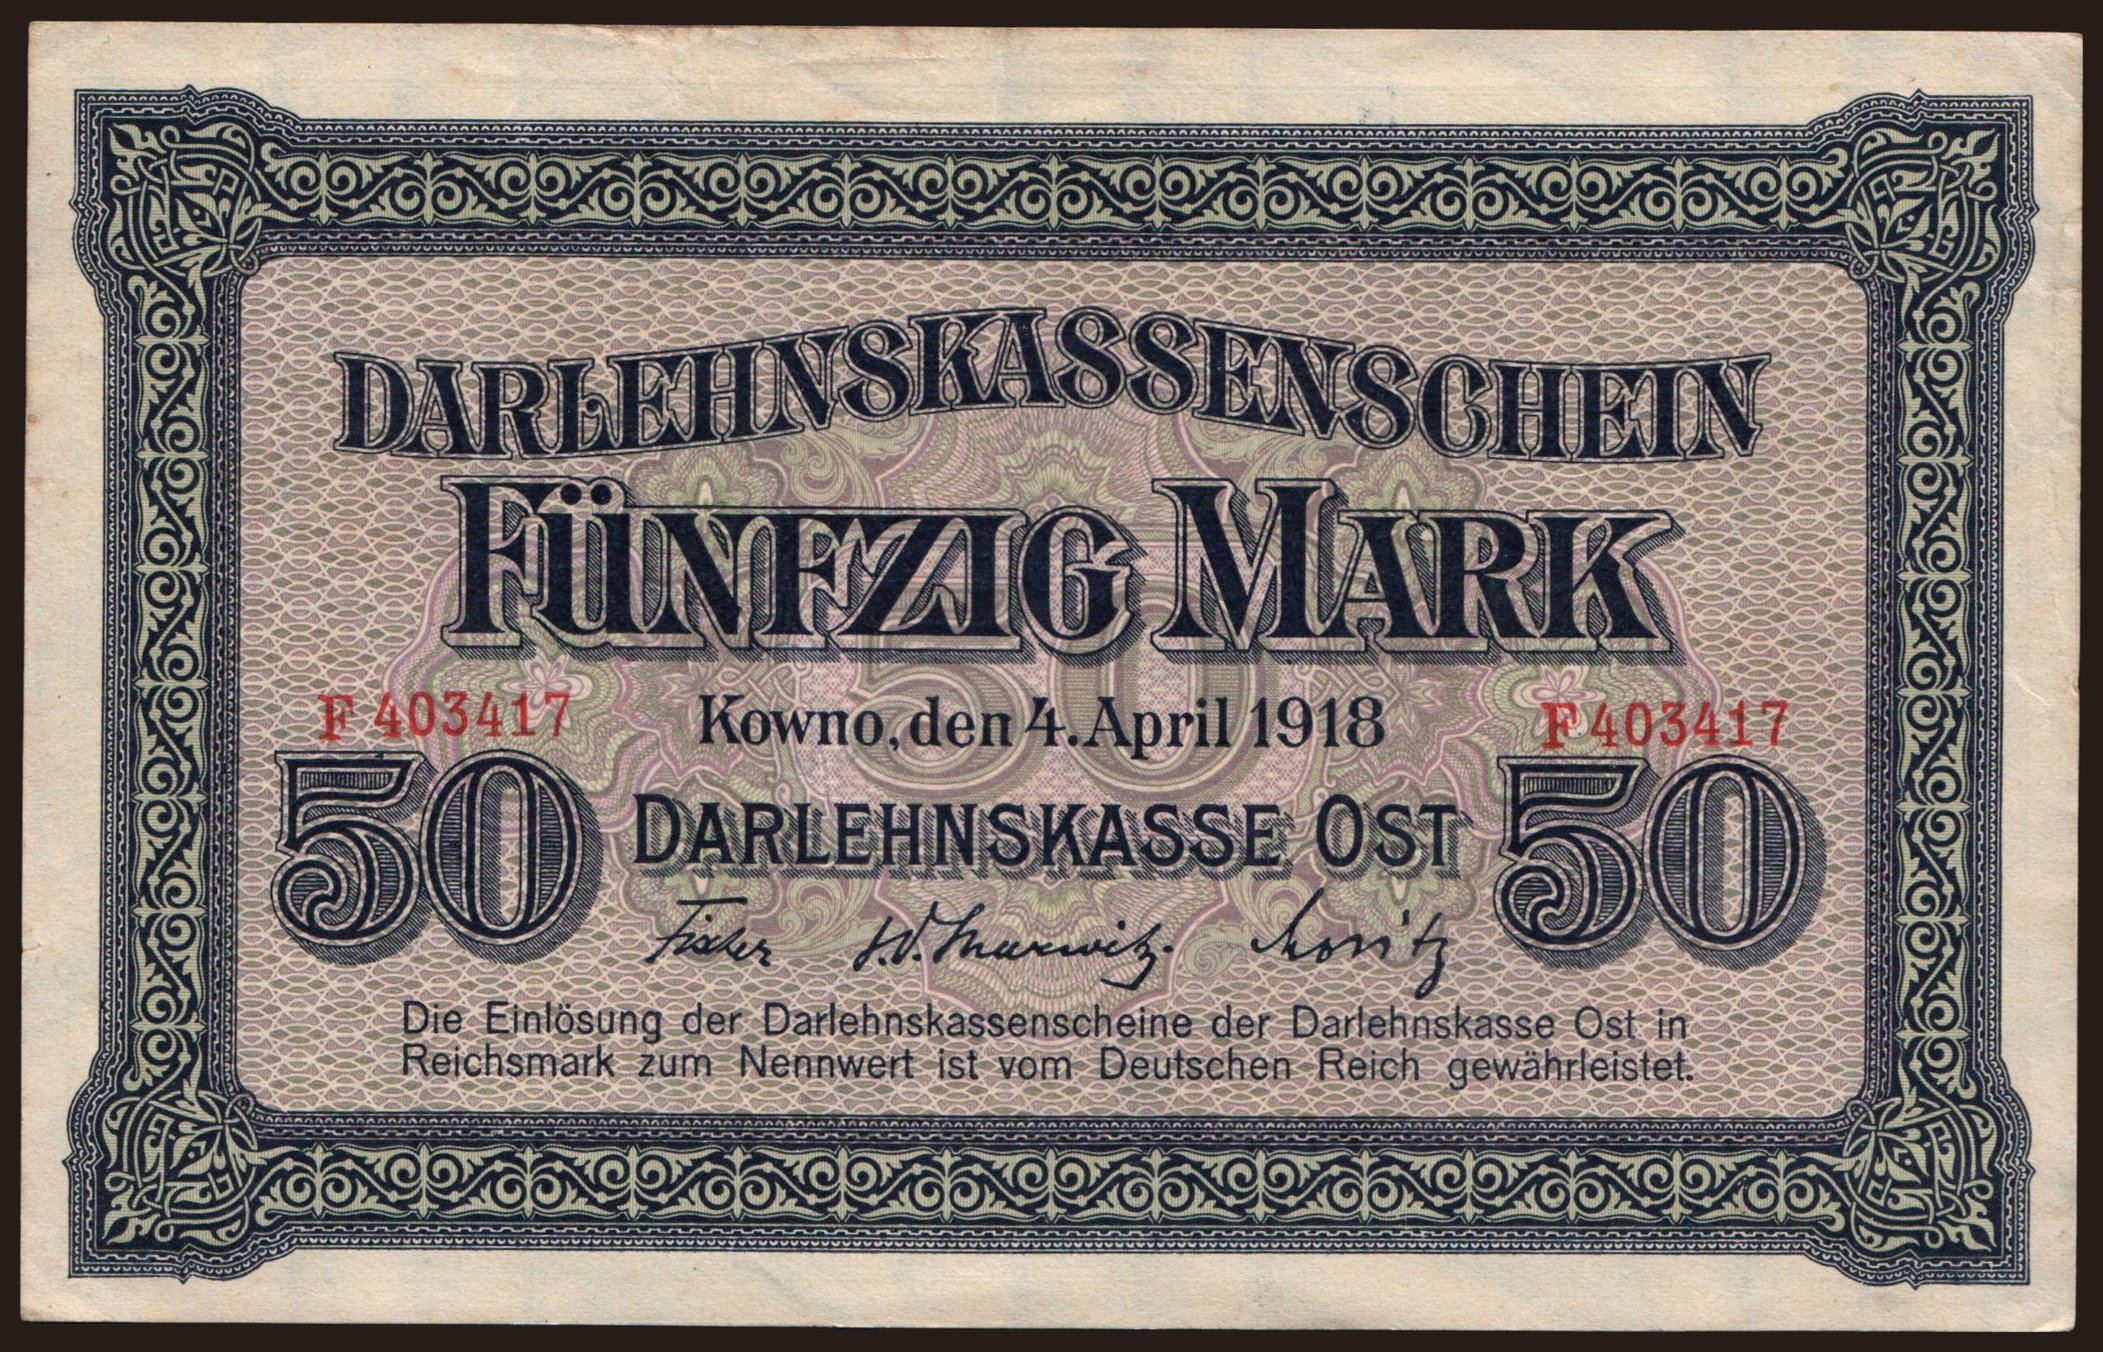 DARLEHNSKASSENSCHEIN
FÜNFZIG MARK
F 403417 Kowno, den 4. April 1918 F 403417
50 DARLEHNSKASSE OST 50
Fischer
Die Einlösung der Darlehnskassenscheine der Darlehnskasse Ost in
Reichsmark zum Nennwert ist vom Deutschen Reich gewährleistet.